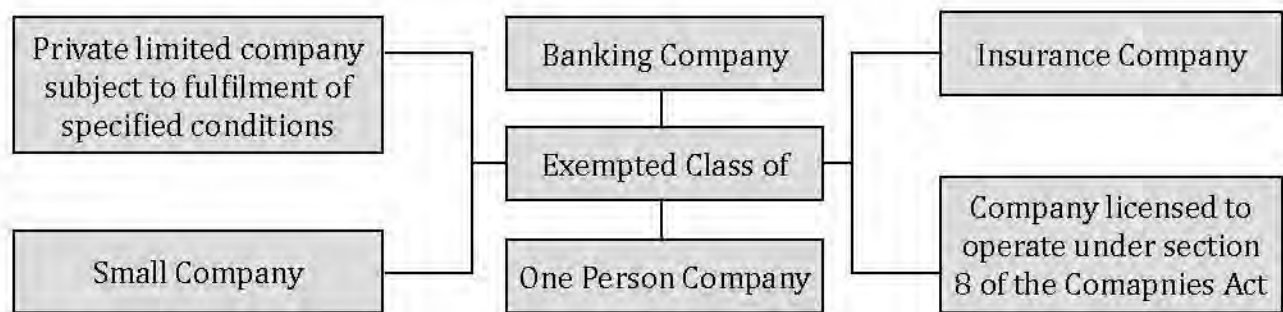 Private limited company
subject to fulfilment of
specified conditions
Banking Company
Insurance Company
Exempted Class of
Small Company
One Person Company
Company licensed to
operate under section
8 of the Comapnies Act